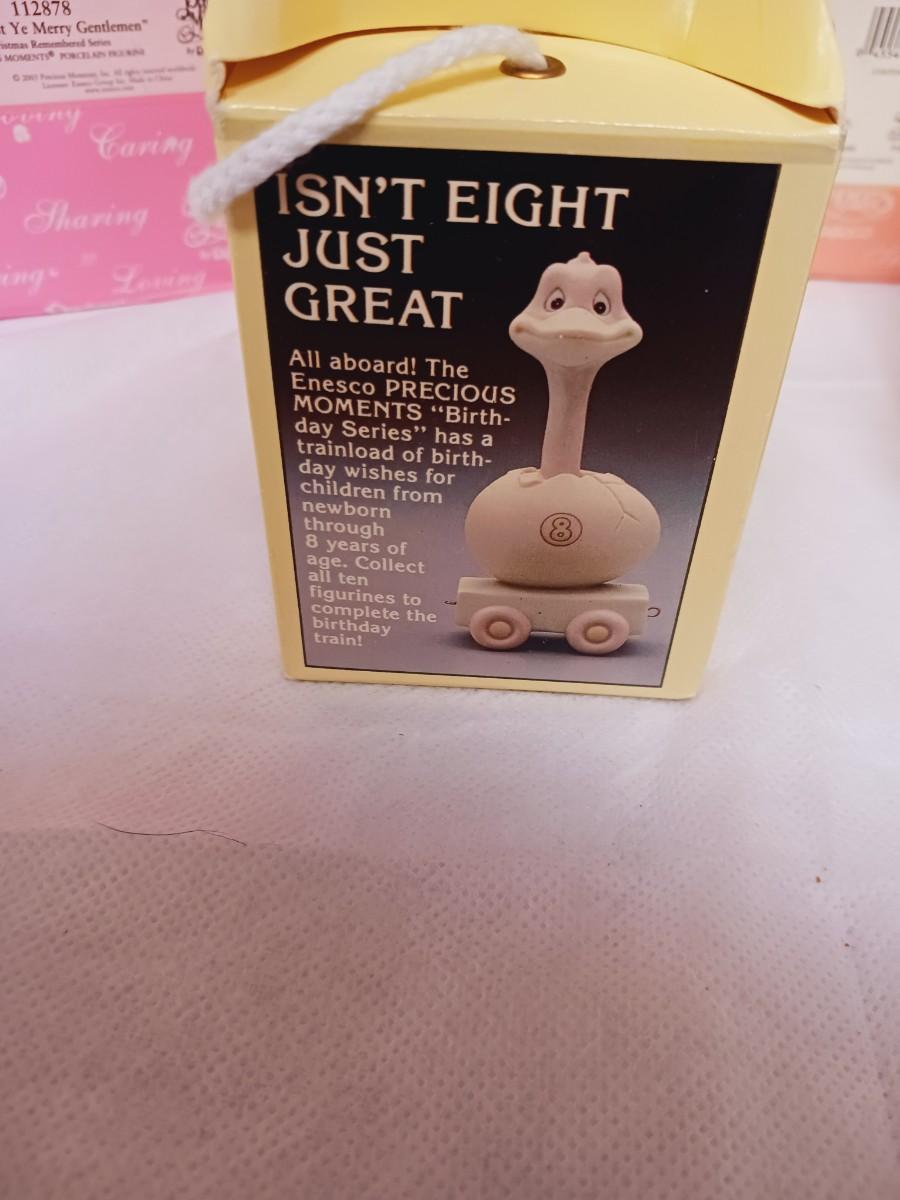 112878
t Ye Merry Gentlemen"
ristmas Remembered Series
MOMENTS® PORCELAIN FIGURINE
Caring
Sharing
Loving
ISN'T EIGHT
JUST
GREAT
All aboard! The
Enesco PRECIOUS
MOMENTS "Birth-
day Series" has a
trainload of birth-
day wishes for
children from
newborn
through
8 years of
age. Collect
all ten
figurines to
complete the
birthday
train!
8